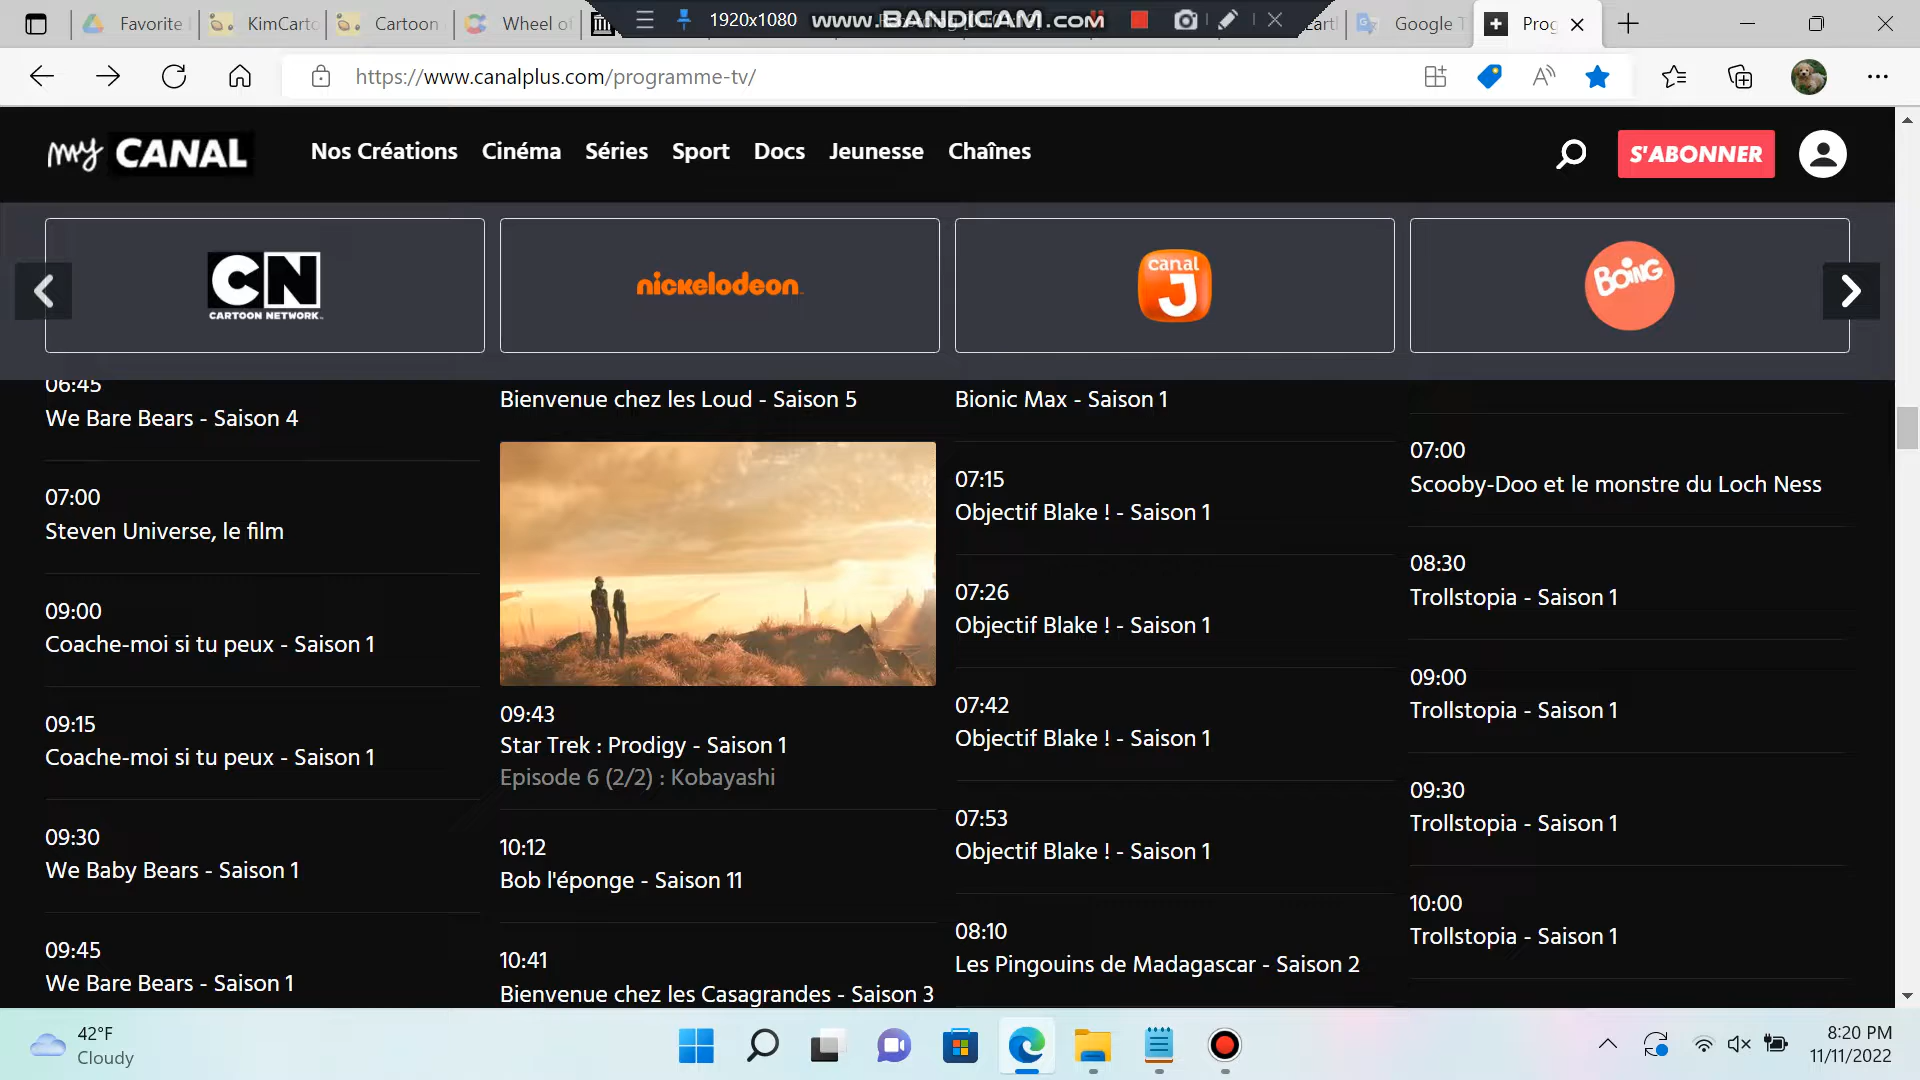 Favorite
KimCarto
Cartoon
Wheel of
1920x1080
www.BANDICAM.com
Google T
Prog
https://www.canalplus.com/programme-tv/
my CANAL
Nos Créations
Cinéma
Séries
Sport
Docs
Jeunesse
Chaînes
S'ABONNER
CN
CARTOON NETWORK
nickelodeon
canal
J
BOING
06:45
We Bare Bears - Saison 4
07:00
Steven Universe, le film
09:00
Coache-moi si tu peux - Saison 1
09:15
Coache-moi si tu peux - Saison 1
09:30
We Baby Bears - Saison 1
09:45
We Bare Bears - Saison 1
Bienvenue chez les Loud - Saison 5
09:43
Star Trek : Prodigy - Saison 1
Episode 6 (2/2) : Kobayashi
10:12
Bob l'éponge - Saison 11
10:41
Bienvenue chez les Casagrandes - Saison 3
Bionic Max - Saison 1
07:15
Objectif Blake ! - Saison 1
07:26
Objectif Blake ! - Saison 1
07:42
Objectif Blake ! - Saison 1
07:53
Objectif Blake ! - Saison 1
08:10
Les Pingouins de Madagascar - Saison 2
07:00
Scooby-Doo et le monstre du Loch Ness
08:30
Trollstopia - Saison 1
09:00
Trollstopia - Saison 1
09:30
Trollstopia - Saison 1
10:00
Trollstopia - Saison 1
42°F
Cloudy
8:20 PM
11/11/2022